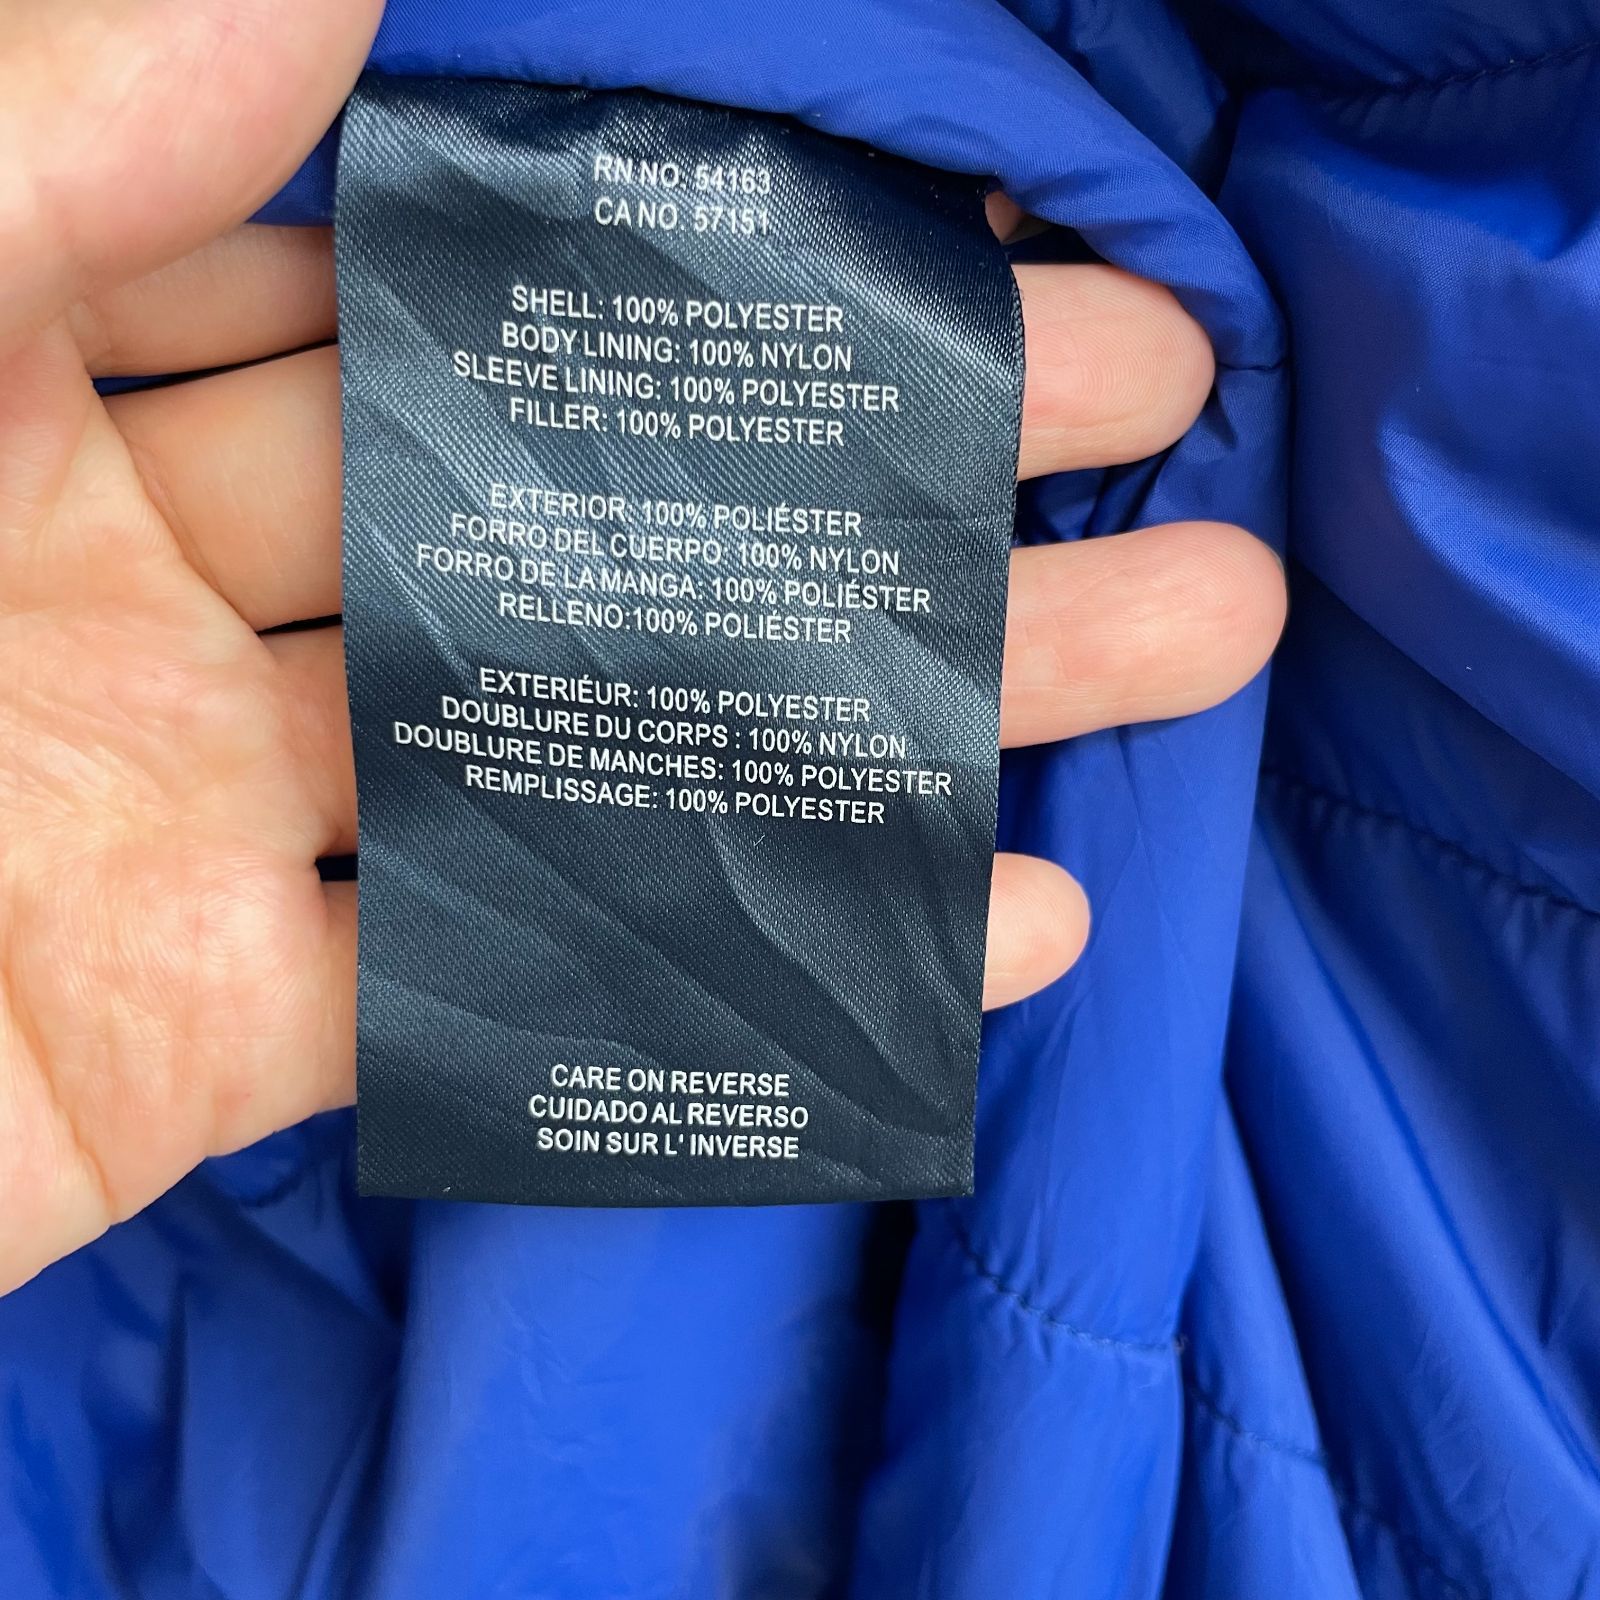 RN NO: 54163
CA NO. 57151
SHELL: 100% POLYESTER
BODY LINING: 100% NYLON
SLEEVE LINING: 100% POLYESTER
FILLER: 100% POLYESTER
EXTERIOR: 100% POLIÉSTER
FORRO DEL CUERPO: 100% NYLON
FORRO DE LA MANGA: 100% POLIÉSTER
RELLENO:100% POLIÉSTER
EXTERIÉUR: 100% POLYESTER
DOUBLURE DU CORPS : 100% NYLON
DOUBLURE DE MANCHES: 100% POLYESTER
REMPLISSAGE: 100% POLYESTER
CARE ON REVERSE
CUIDADO AL REVERSO
SOIN SUR L' INVERSE